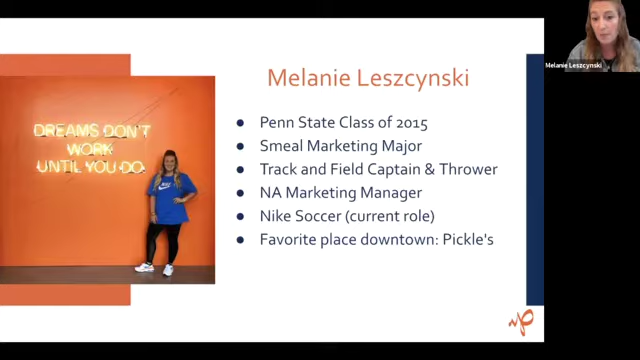 Melanie Leszcynski
Melanie Leszcynski
● Penn State Class of 2015
● Smeal Marketing Major
● Track and Field Captain & Thrower
● NA Marketing Manager
● Nike Soccer (current role)
● Favorite place downtown: Pickle's
DREAMS DON'T
WORK
UNTIL YOU DO.